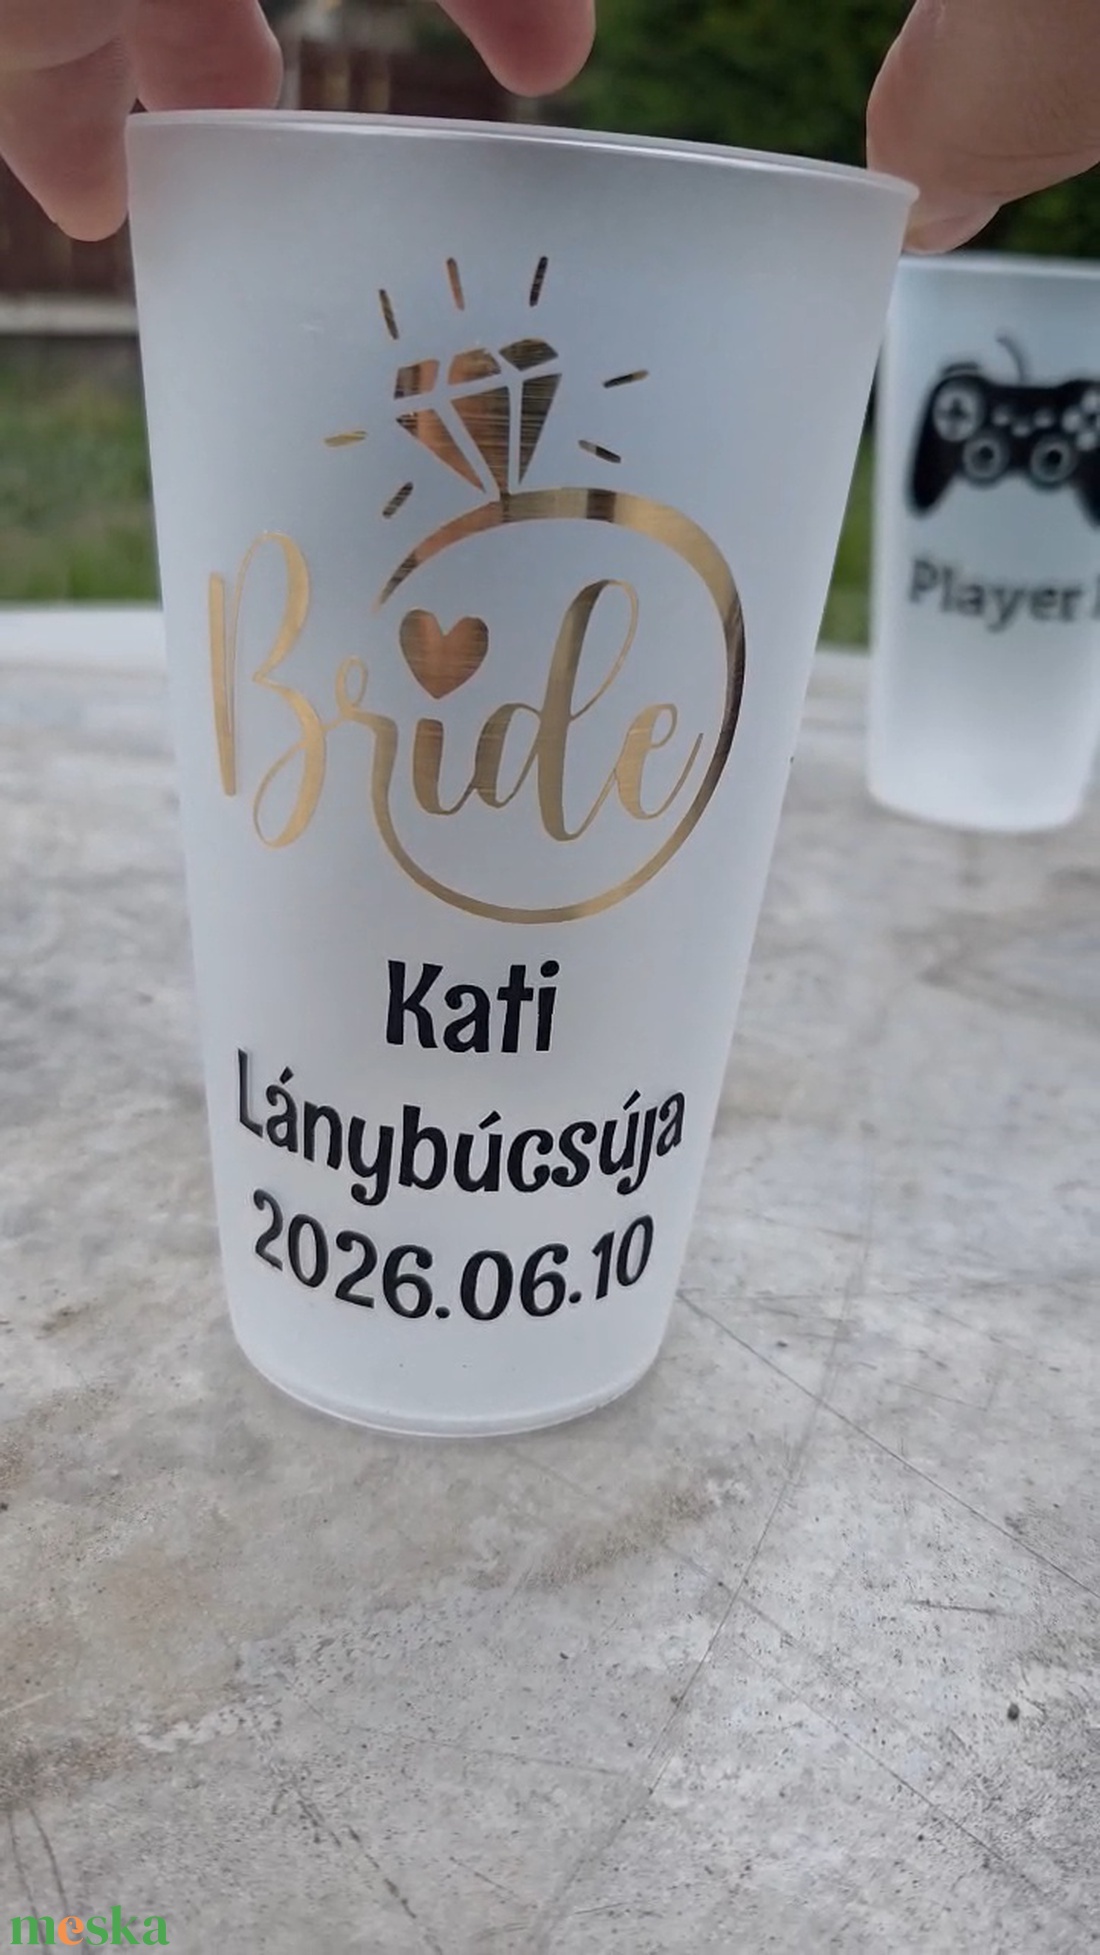 Bride
Kati
Lánybúcsúja
2026.06.10
Player
meska